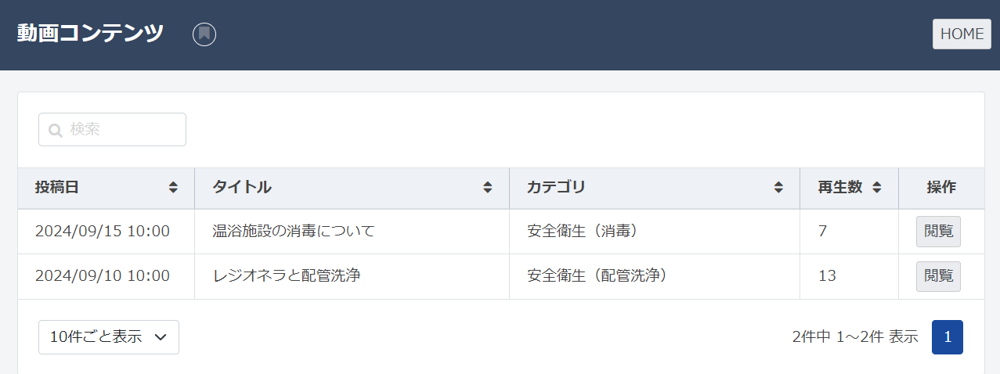 動画コンテンツ HOME
検索
投稿日 タイトル カテゴリ 再生数 操作
2024/09/15 10:00 温浴施設の消毒について 安全衛生（消毒） 7 閲覧
2024/09/10 10:00 レジオネラと配管洗浄 安全衛生（配管洗浄） 13 閲覧
10件ごと表示 2件中 1～2件 表示 1